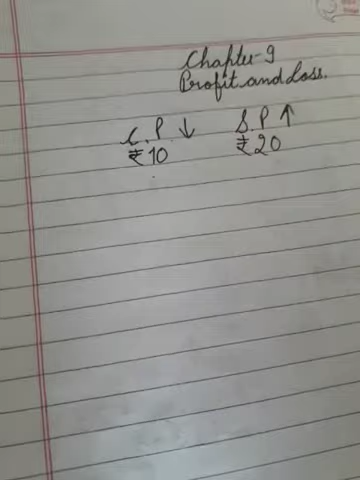 Chapter-9
Profit and Loss.
C.P ↓ S.P ↑
₹10 ₹20